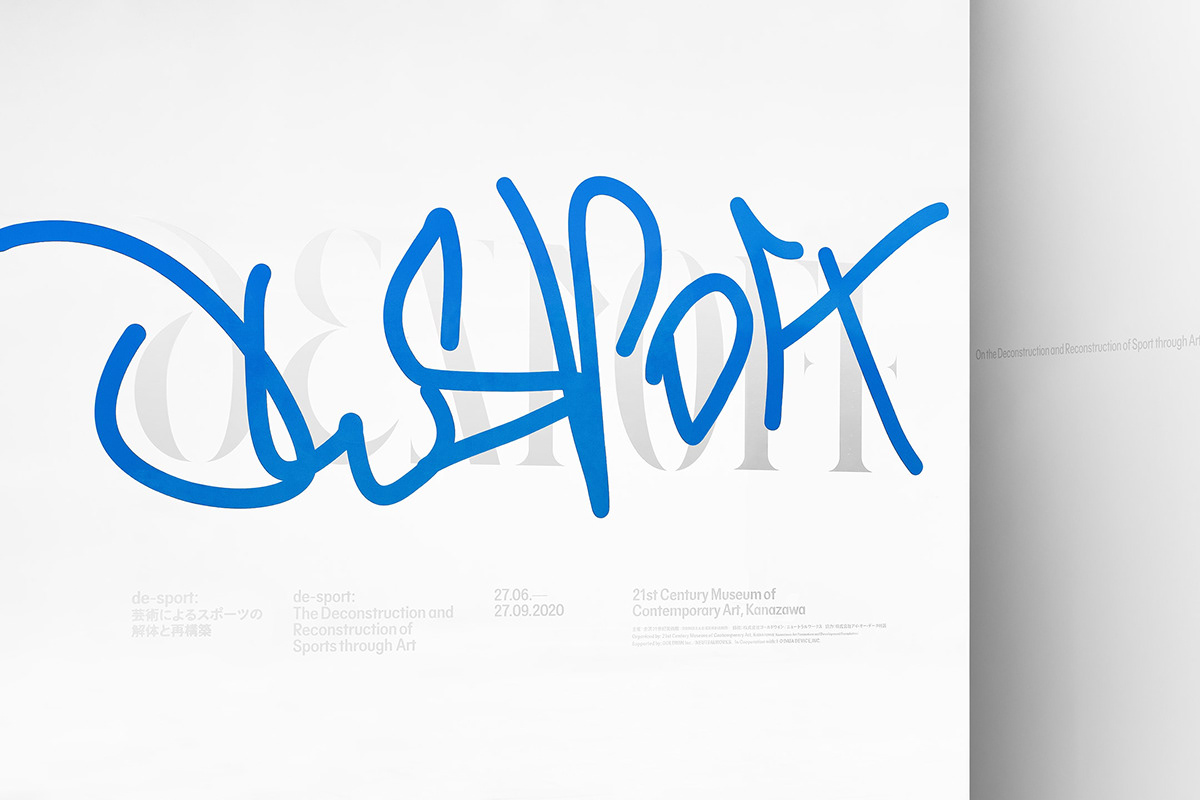 deSPORT
DESPORT
de-sport:
芸術によるスポーツの
解体と再構築
de-sport:
The Deconstruction and
Reconstruction of
Sports through Art
27.06.—
27.09.2020
21st Century Museum of
Contemporary Art, Kanazawa
On the Deconstruction and Reconstruction of Sport through Art